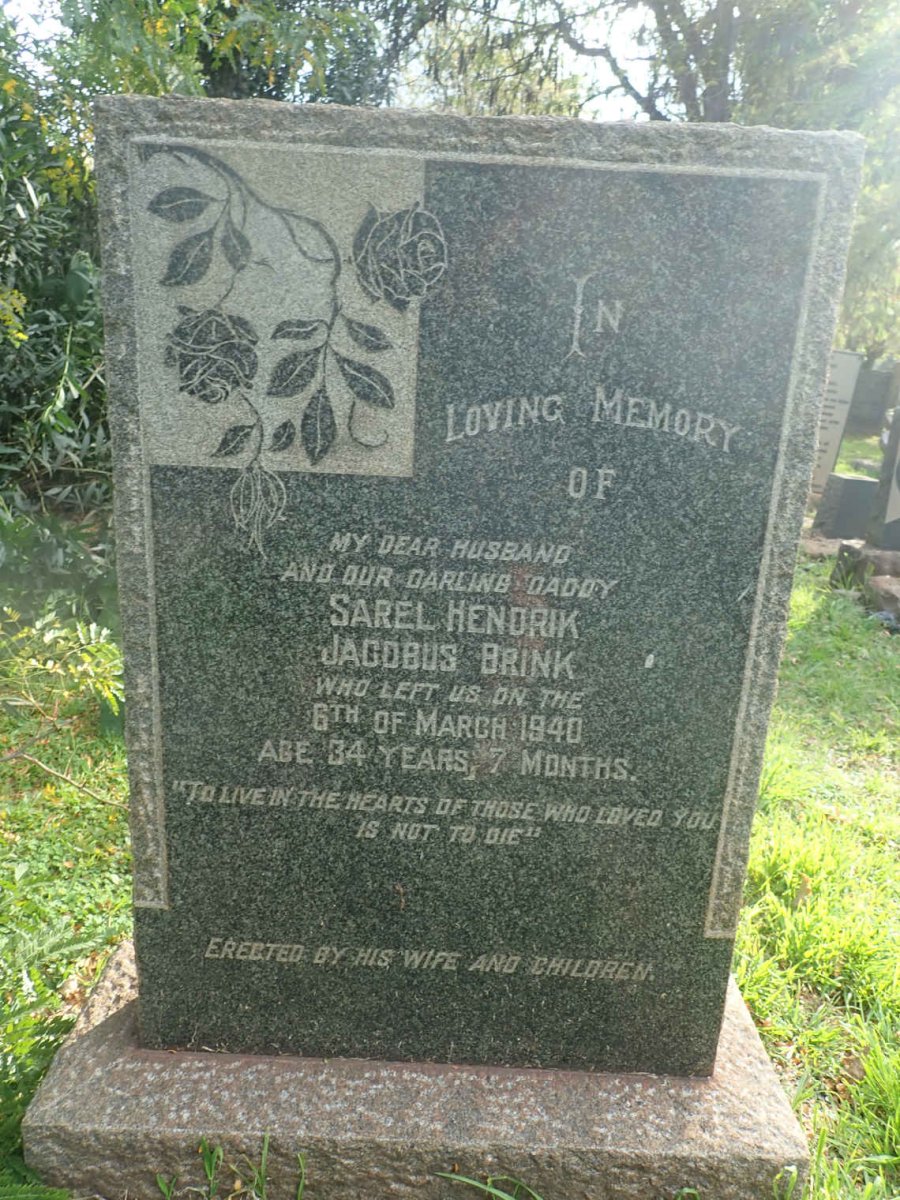 IN
LOVING MEMORY
OF
MY DEAR HUSBAND
AND OUR DARLING DADDY
SAREL HENDRIK
JACOBUS BRINK
WHO LEFT US ON THE
6TH OF MARCH 1940
AGE 34 YEARS, 7 MONTHS.
"TO LIVE IN THE HEARTS OF THOSE WHO LOVED YOU
IS NOT TO DIE"
ERECTED BY HIS WIFE AND CHILDREN